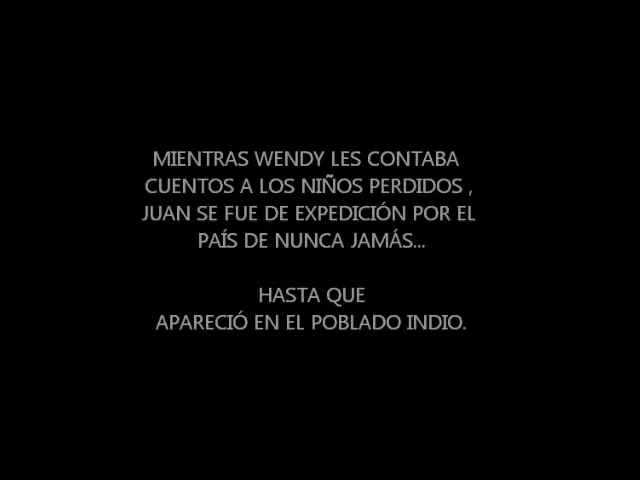 MIENTRAS WENDY LES CONTABA
CUENTOS A LOS NIÑOS PERDIDOS ,
JUAN SE FUE DE EXPEDICIÓN POR EL
PAÍS DE NUNCA JAMÁS...
HASTA QUE
APARECIÓ EN EL POBLADO INDIO.